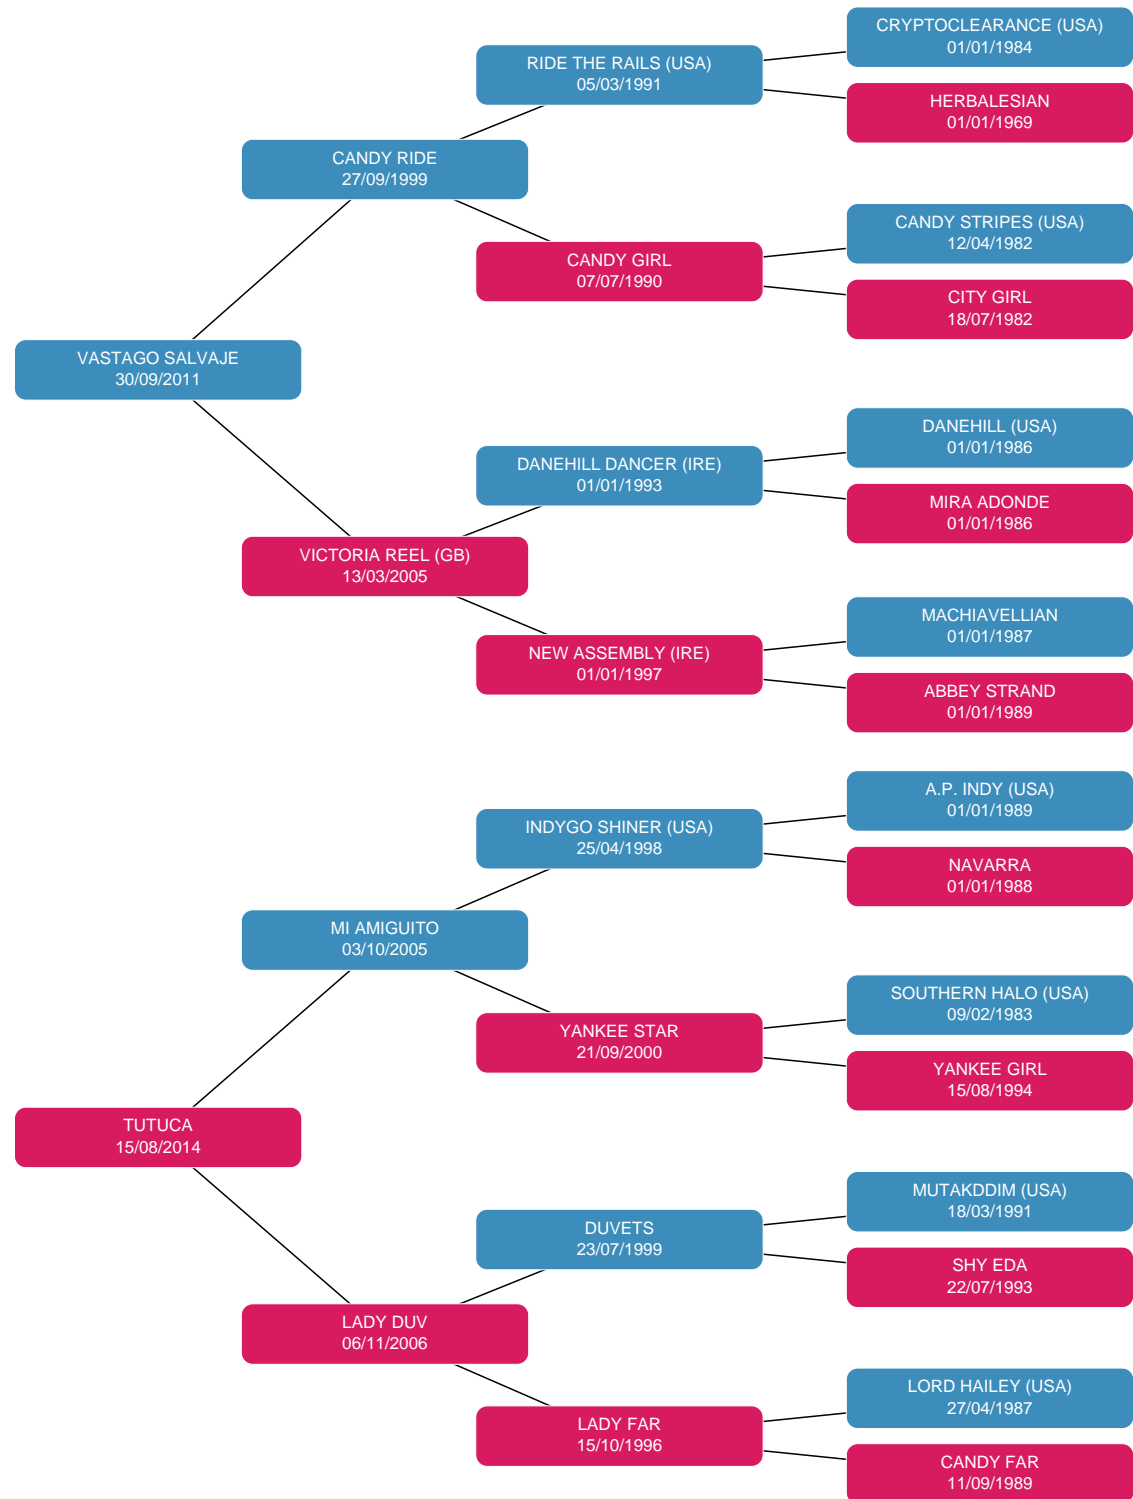 CRYPTOCLEARANCE (USA)
01/01/1984
RIDE THE RAILS (USA)
05/03/1991
HERBALESIAN
01/01/1969
CANDY RIDE
27/09/1999
CANDY STRIPES (USA)
12/04/1982
CANDY GIRL
07/07/1990
CITY GIRL
18/07/1982
VASTAGO SALVAJE
30/09/2011
DANEHILL (USA)
01/01/1986
DANEHILL DANCER (IRE)
01/01/1993
MIRA ADONDE
01/01/1986
VICTORIA REEL (GB)
13/03/2005
MACHIAVELLIAN
01/01/1987
NEW ASSEMBLY (IRE)
01/01/1997
ABBEY STRAND
01/01/1989
A.P. INDY (USA)
01/01/1989
INDYGO SHINER (USA)
25/04/1998
NAVARRA
01/01/1988
MI AMIGUITO
03/10/2005
SOUTHERN HALO (USA)
09/02/1983
YANKEE STAR
21/09/2000
YANKEE GIRL
15/08/1994
TUTUCA
15/08/2014
MUTAKDDIM (USA)
18/03/1991
DUVETS
23/07/1999
SHY EDA
22/07/1993
LADY DUV
06/11/2006
LORD HAILEY (USA)
27/04/1987
LADY FAR
15/10/1996
CANDY FAR
11/09/1989